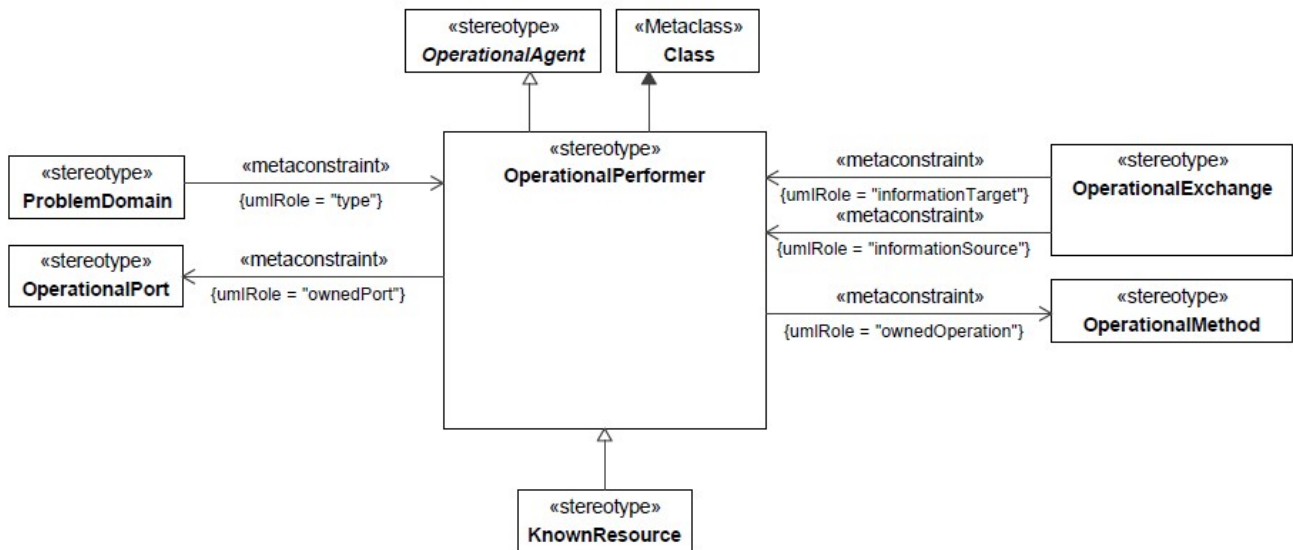 «stereotype»
OperationalAgent
«Metaclass»
Class
«stereotype»
OperationalPerformer
«stereotype»
ProblemDomain
«metaconstraint»
{umlRole = "type"}
«stereotype»
OperationalPort
«metaconstraint»
{umlRole = "ownedPort"}
«metaconstraint»
{umlRole = "informationTarget"}
«metaconstraint»
{umlRole = "informationSource"}
«stereotype»
OperationalExchange
«metaconstraint»
{umlRole = "ownedOperation"}
«stereotype»
OperationalMethod
«stereotype»
KnownResource